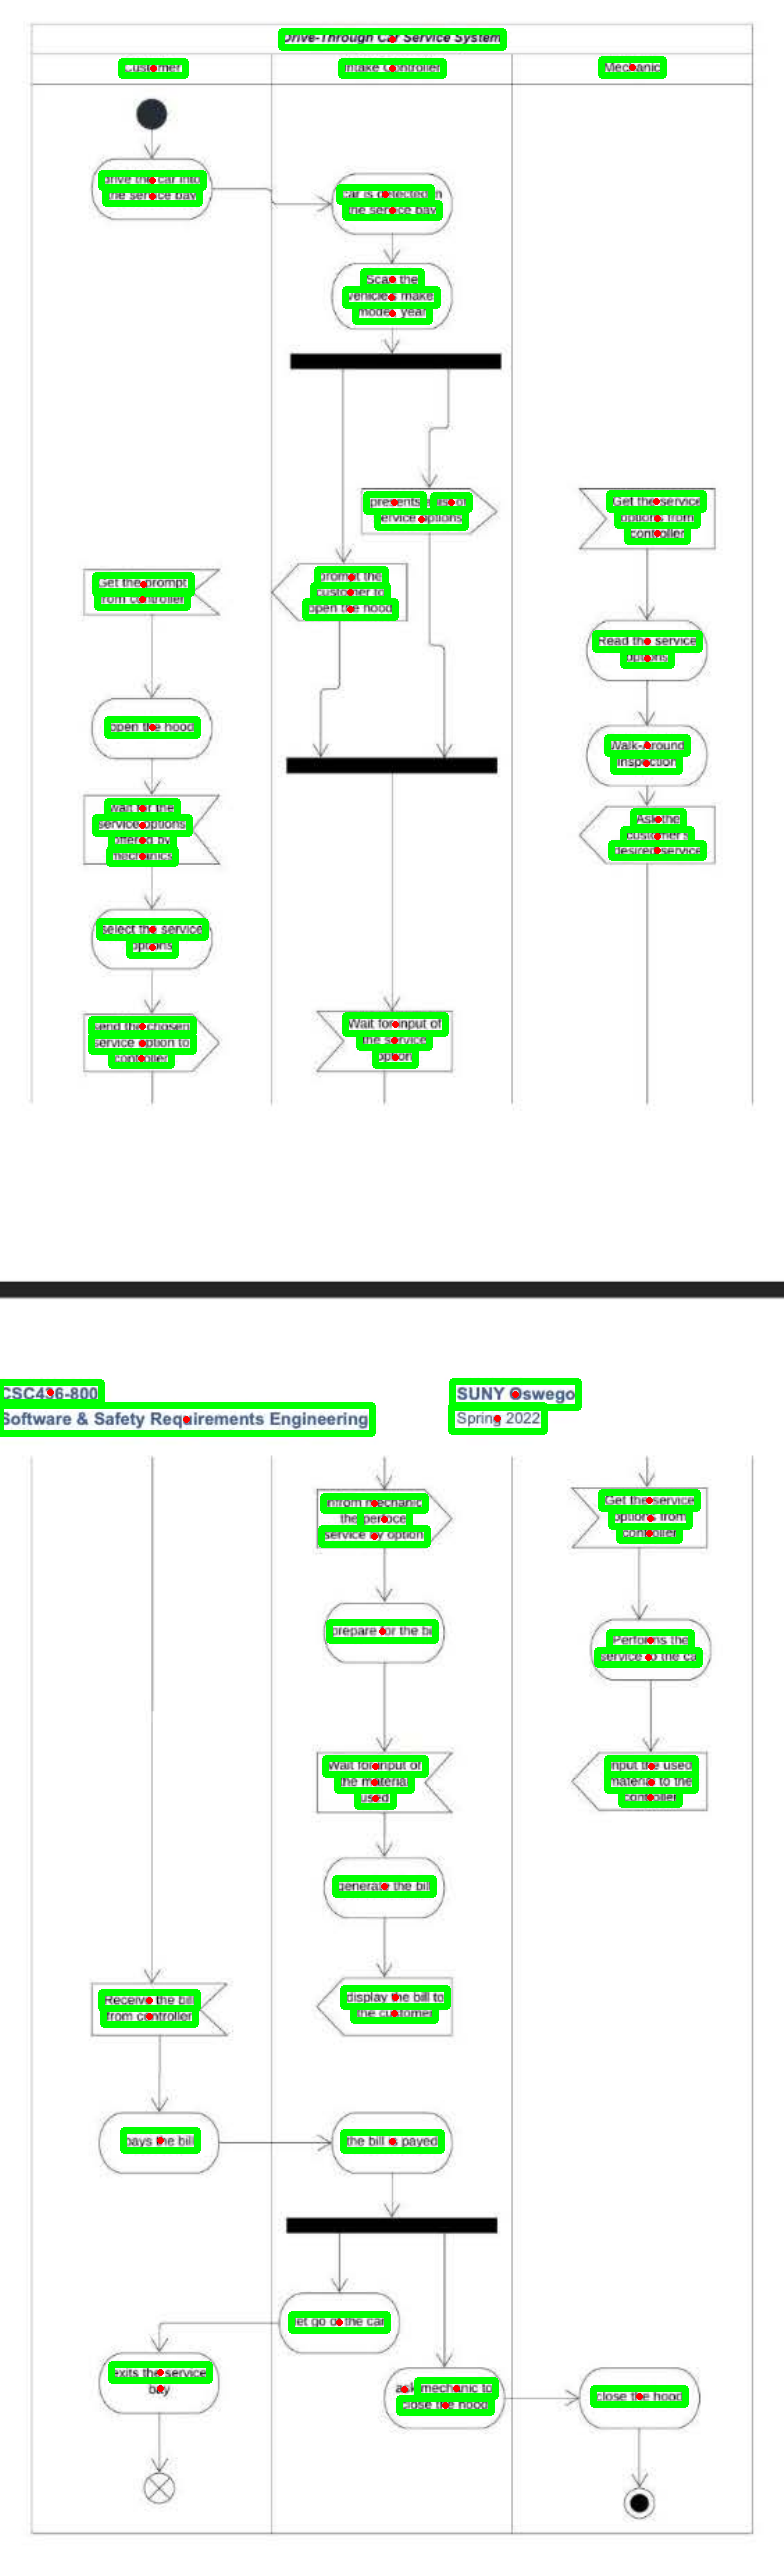 Drive-Through Car Service System
Customer
Intake Controller
Mechanic
drive the car into
the service bay
car is detected in
the service bay
Scan the
vehicle's make
model, year
presents list of
service options
Get the service
options from
controller
Get the prompt
from controller
prompt the
customer to
open the hood
Read the service
options
open the hood
Walk-Around
Inspection
wait for the
service options
offered by
mechanics
Ask the
customer's
desired service
select the service
options
send the chosen
service option to
controller
Wait for input of
the service
option
CSC436-800
SUNY Oswego
Software & Safety Requirements Engineering
Spring 2022
mechanic
the
service by option
Get the service
options from
controller
prepare for the bill
Performs the
service to the car
Wait for input of
the material
used
input the used
material to the
controller
generate the bill
Receive the bill
from controller
display the bill to
the customer
pays the bill
the bill is payed
let go of the car
exits the service
bay
ask mechanic to
close the hood
close the hood